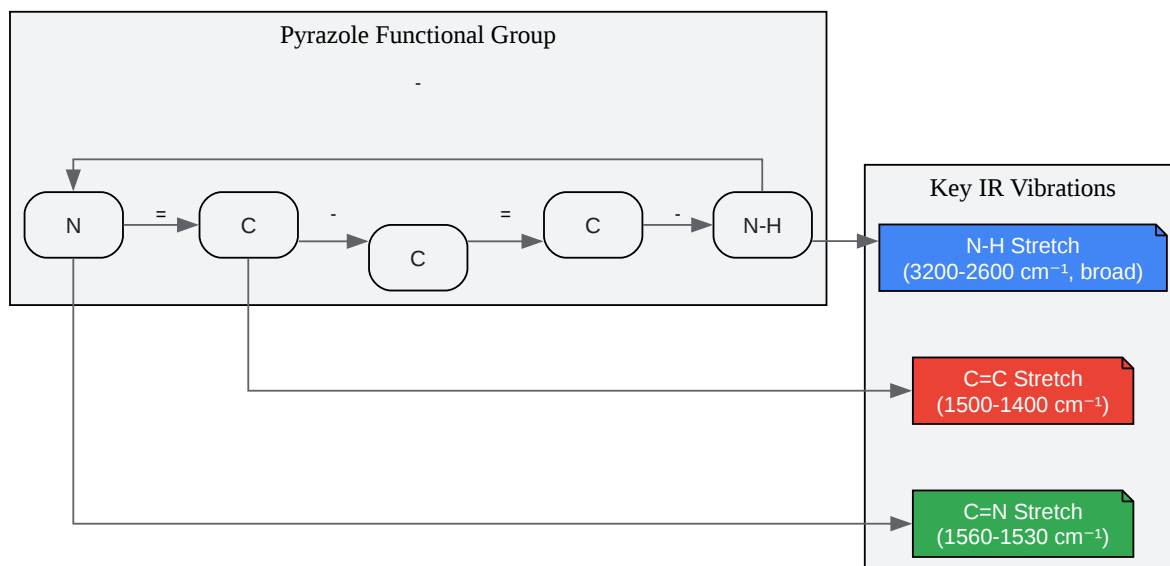 Pyrazole Functional Group
-
N
=
C
-
C
=
C
-
N-H
Key IR Vibrations
N-H Stretch
(3200-2600 cm⁻¹, broad)
C=C Stretch
(1500-1400 cm⁻¹)
C=N Stretch
(1560-1530 cm⁻¹)